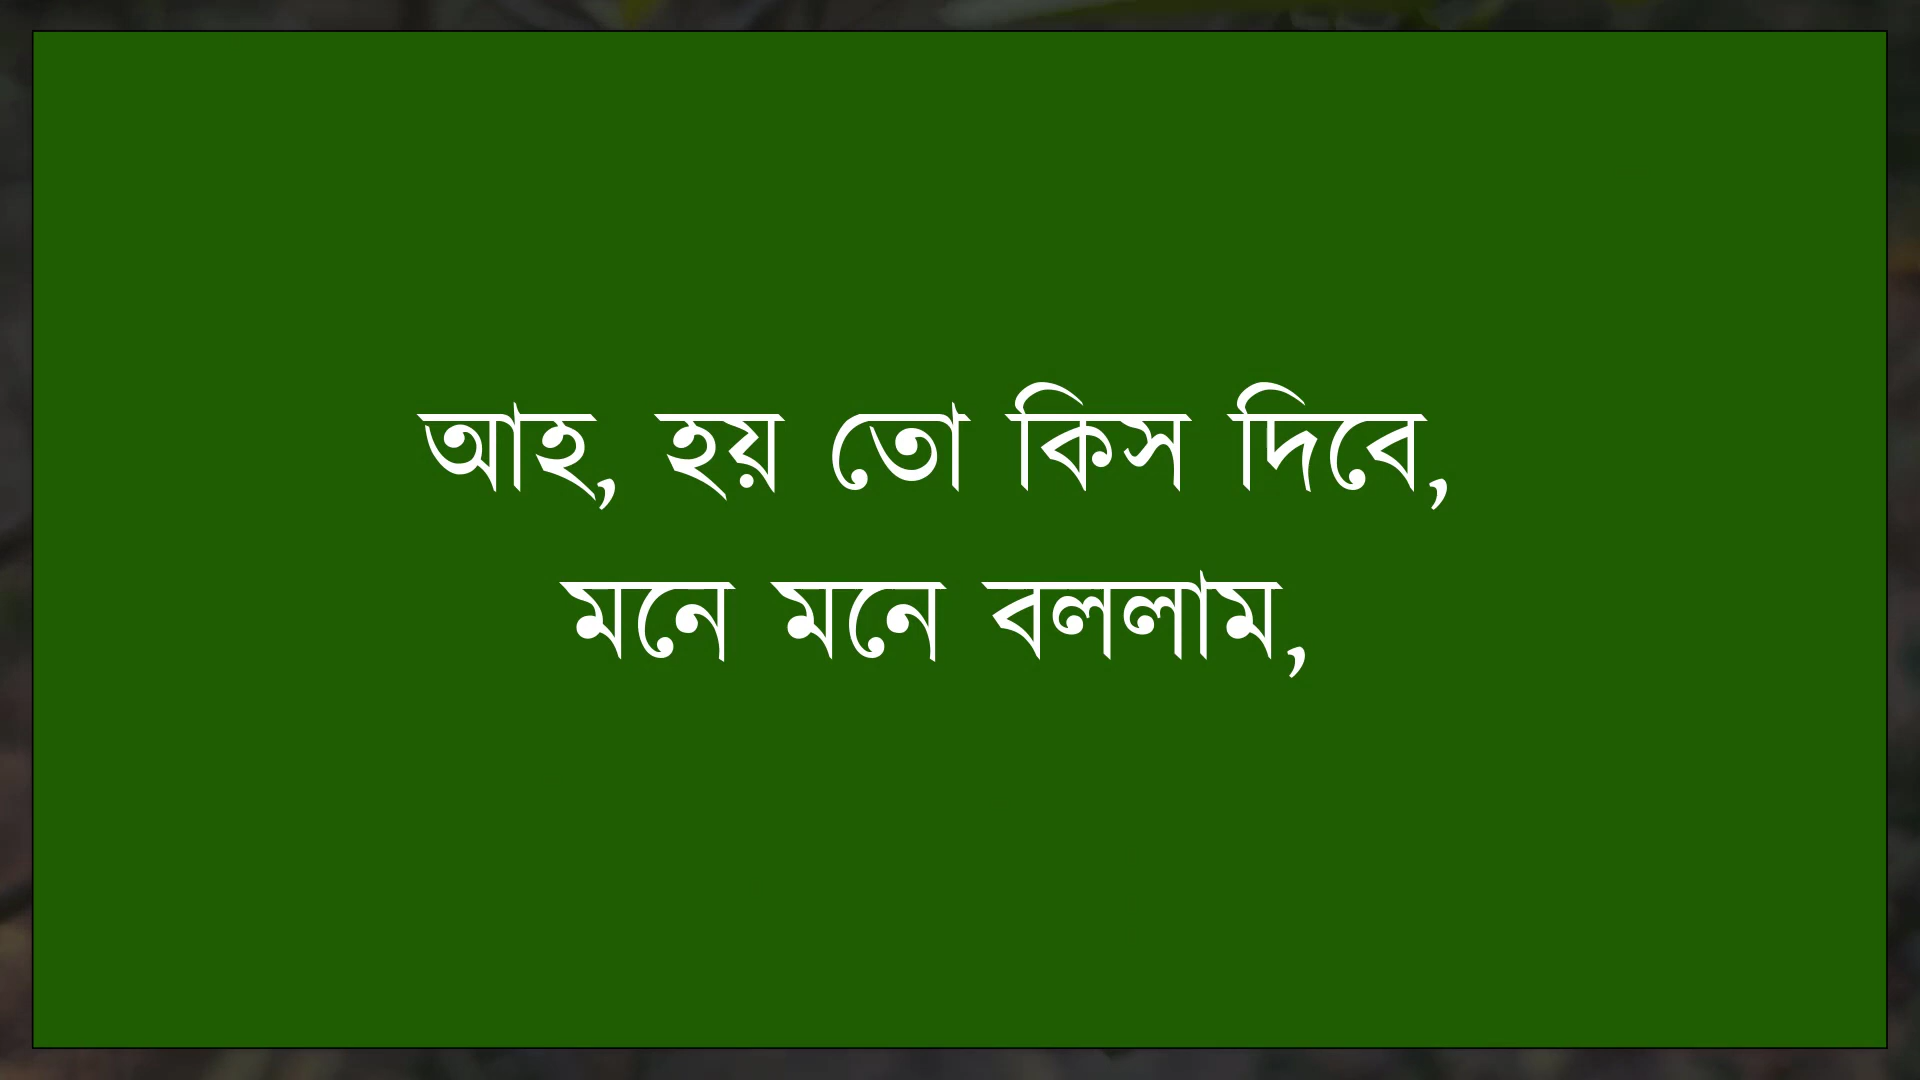 আহ, হয় তো কিস দিবে,
মনে মনে বললাম,